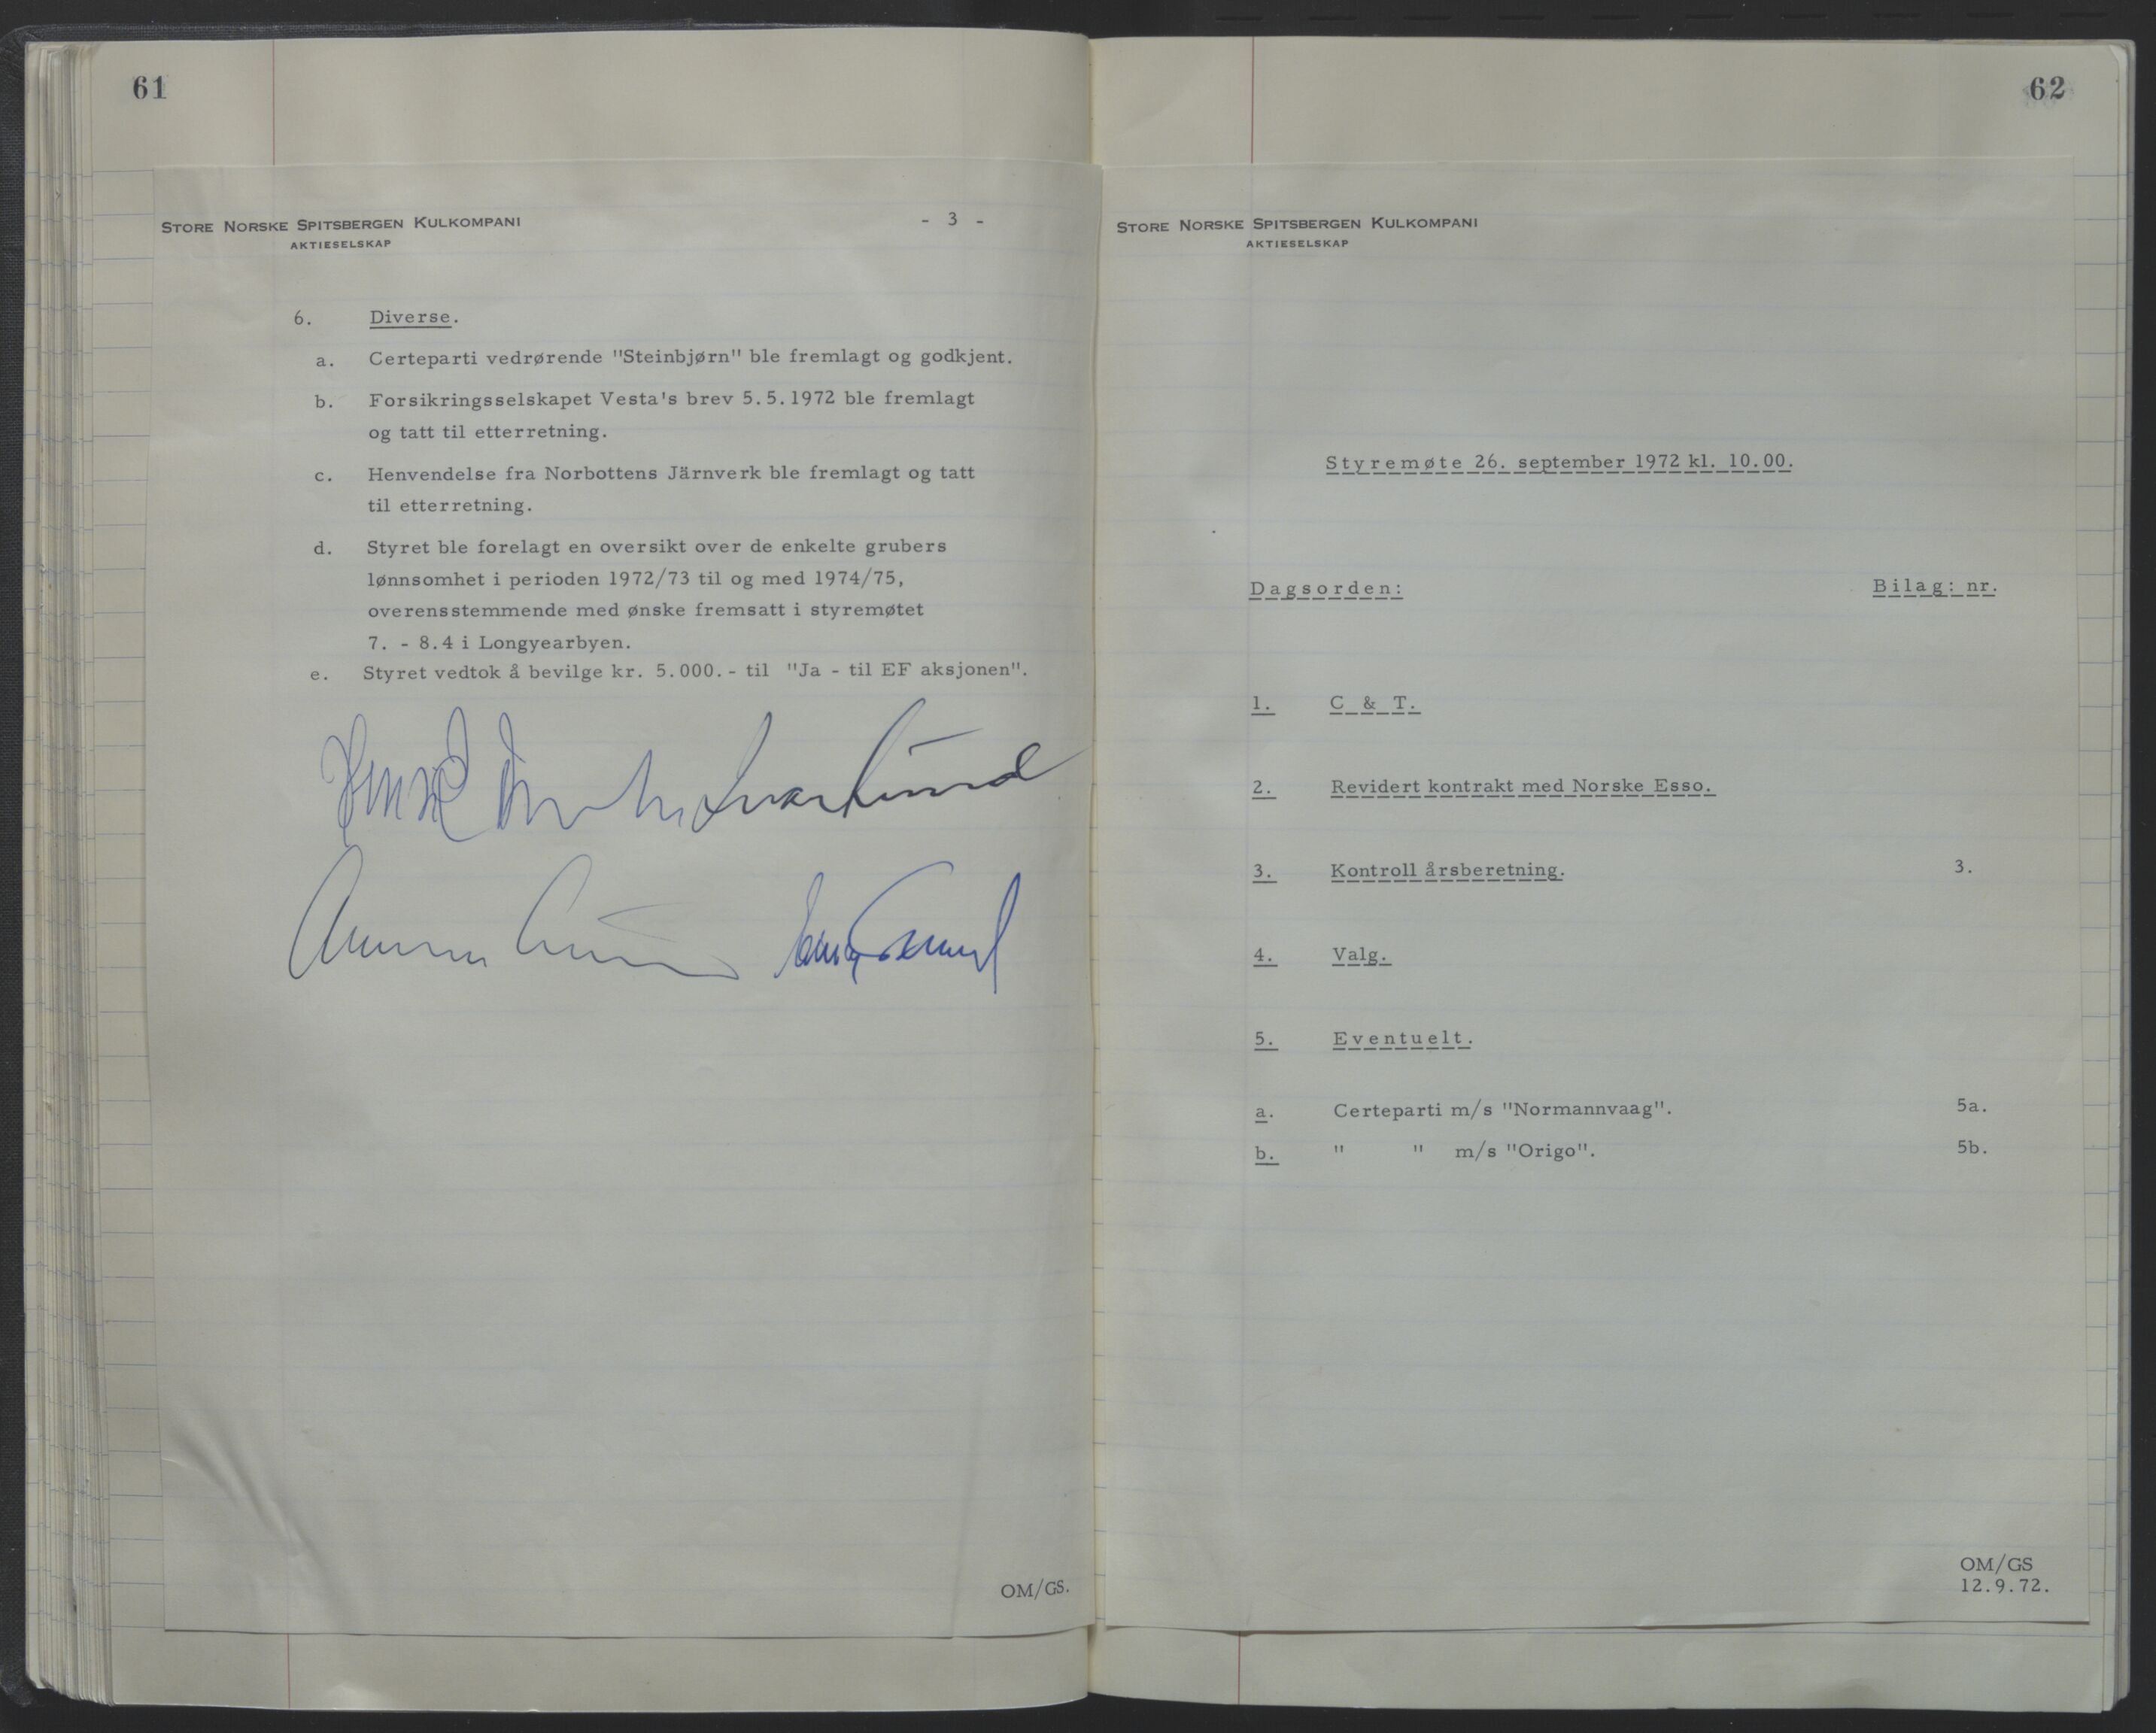 61
STORE NORSKE SPITSBERGEN KULKOMPANI
AKTIESELSKAP
- 3 -
6. Diverse.
a. Certeparti vedrørende "Steinbjørn" ble fremlagt og godkjent.
b. Forsikringsselskapet Vesta's brev 5.5.1972 ble fremlagt
og tatt til etterretning.
c. Henvendelse fra Norbottens Järnverk ble fremlagt og tatt
til etterretning.
d. Styret ble forelagt en oversikt over de enkelte grubers
lønnsomhet i perioden 1972/73 til og med 1974/75,
overensstemmende med ønske fremsatt i styremøtet
7. - 8.4 i Longyearbyen.
e. Styret vedtok å bevilge kr. 5.000.- til "Ja - til EF aksjonen".
OM/GS.
62
STORE NORSKE SPITSBERGEN KULKOMPANI
AKTIESELSKAP
Styremøte 26. september 1972 kl. 10.00.
Dagsorden: Bilag: nr.
1. C & T.
2. Revidert kontrakt med Norske Esso.
3. Kontroll årsberetning. 3.
4. Valg.
5. Eventuelt.
a. Certeparti m/s "Normannvaag". 5a.
b. " " m/s "Origo". 5b.
OM/GS
12.9.72.